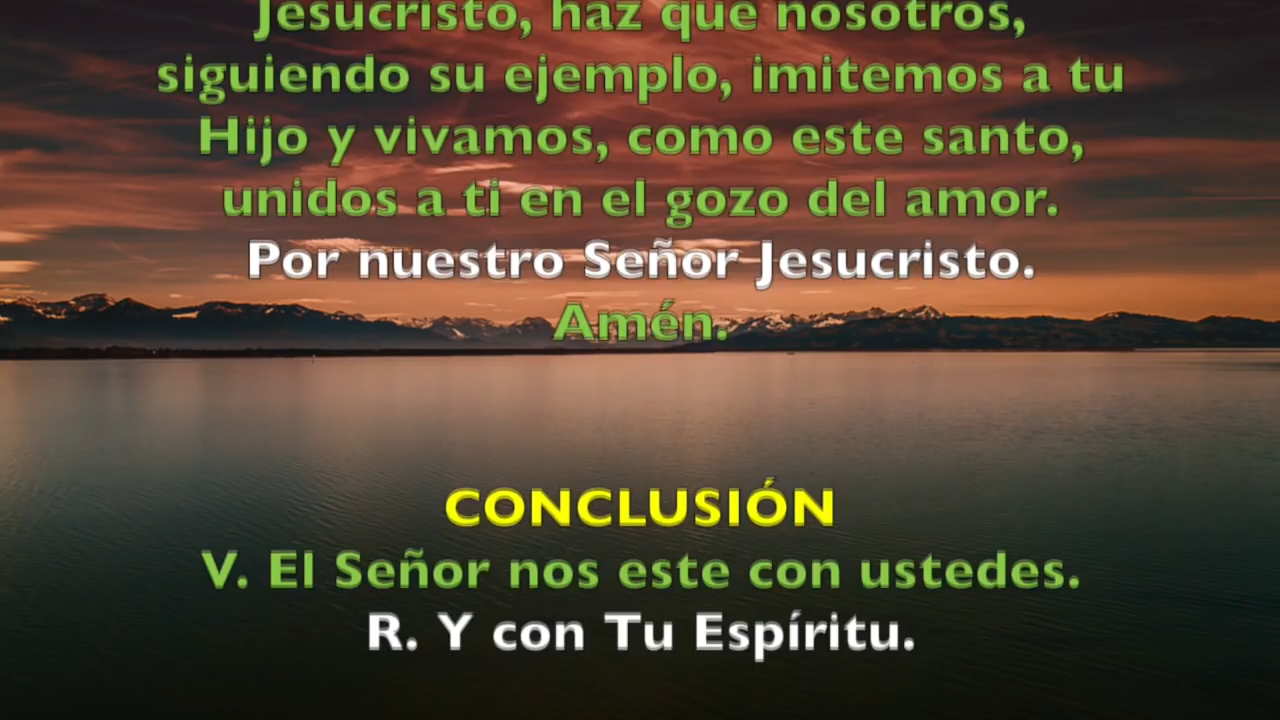 Jesucristo, haz que nosotros,
siguiendo su ejemplo, imitemos a tu
Hijo y vivamos, como este santo,
unidos a ti en el gozo del amor.
Por nuestro Señor Jesucristo.
Amén.
CONCLUSIÓN
V. El Señor nos este con ustedes.
R. Y con Tu Espíritu.